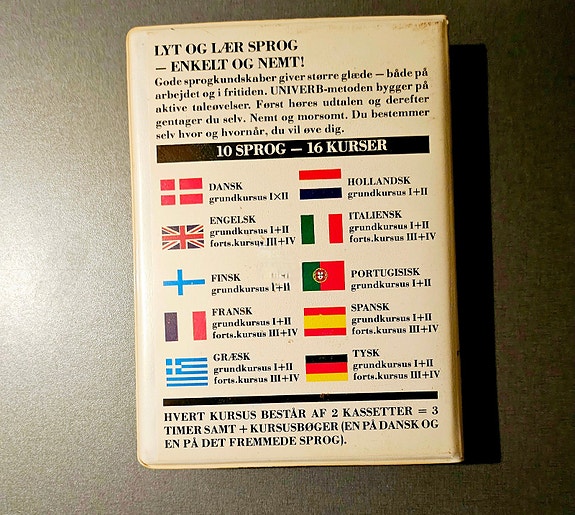 LYT OG LÆR SPROG
— ENKELT OG NEMT!
Gode sprogkundskaber giver større glæde — både på
arbejdet og i fritiden. UNIVERB-metoden bygger på
aktive taleøvelser. Først høres udtalen og derefter
gentager du selv. Nemt og morsomt. Du bestemmer
selv hvor og hvornår, du vil øve dig.
10 SPROG — 16 KURSER
DANSK
grundkursus I×II
ENGELSK
grundkursus I+II
forts.kursus III+IV
FINSK
grundkursus I+II
FRANSK
grundkursus I+II
forts.kursus III+IV
GRÆSK
grundkursus I+II
forts.kursus III+IV
HOLLANDSK
grundkursus I+II
ITALIENSK
grundkursus I+II
forts.kursus III+IV
PORTUGISISK
grundkursus I+II
SPANSK
grundkursus I+II
forts.kursus III+IV
TYSK
grundkursus I+II
forts.kursus III+IV
HVERT KURSUS BESTÅR AF 2 KASSETTER = 3
TIMER SAMT + KURSUSBØGER (EN PÅ DANSK OG
EN PÅ DET FREMMEDE SPROG).